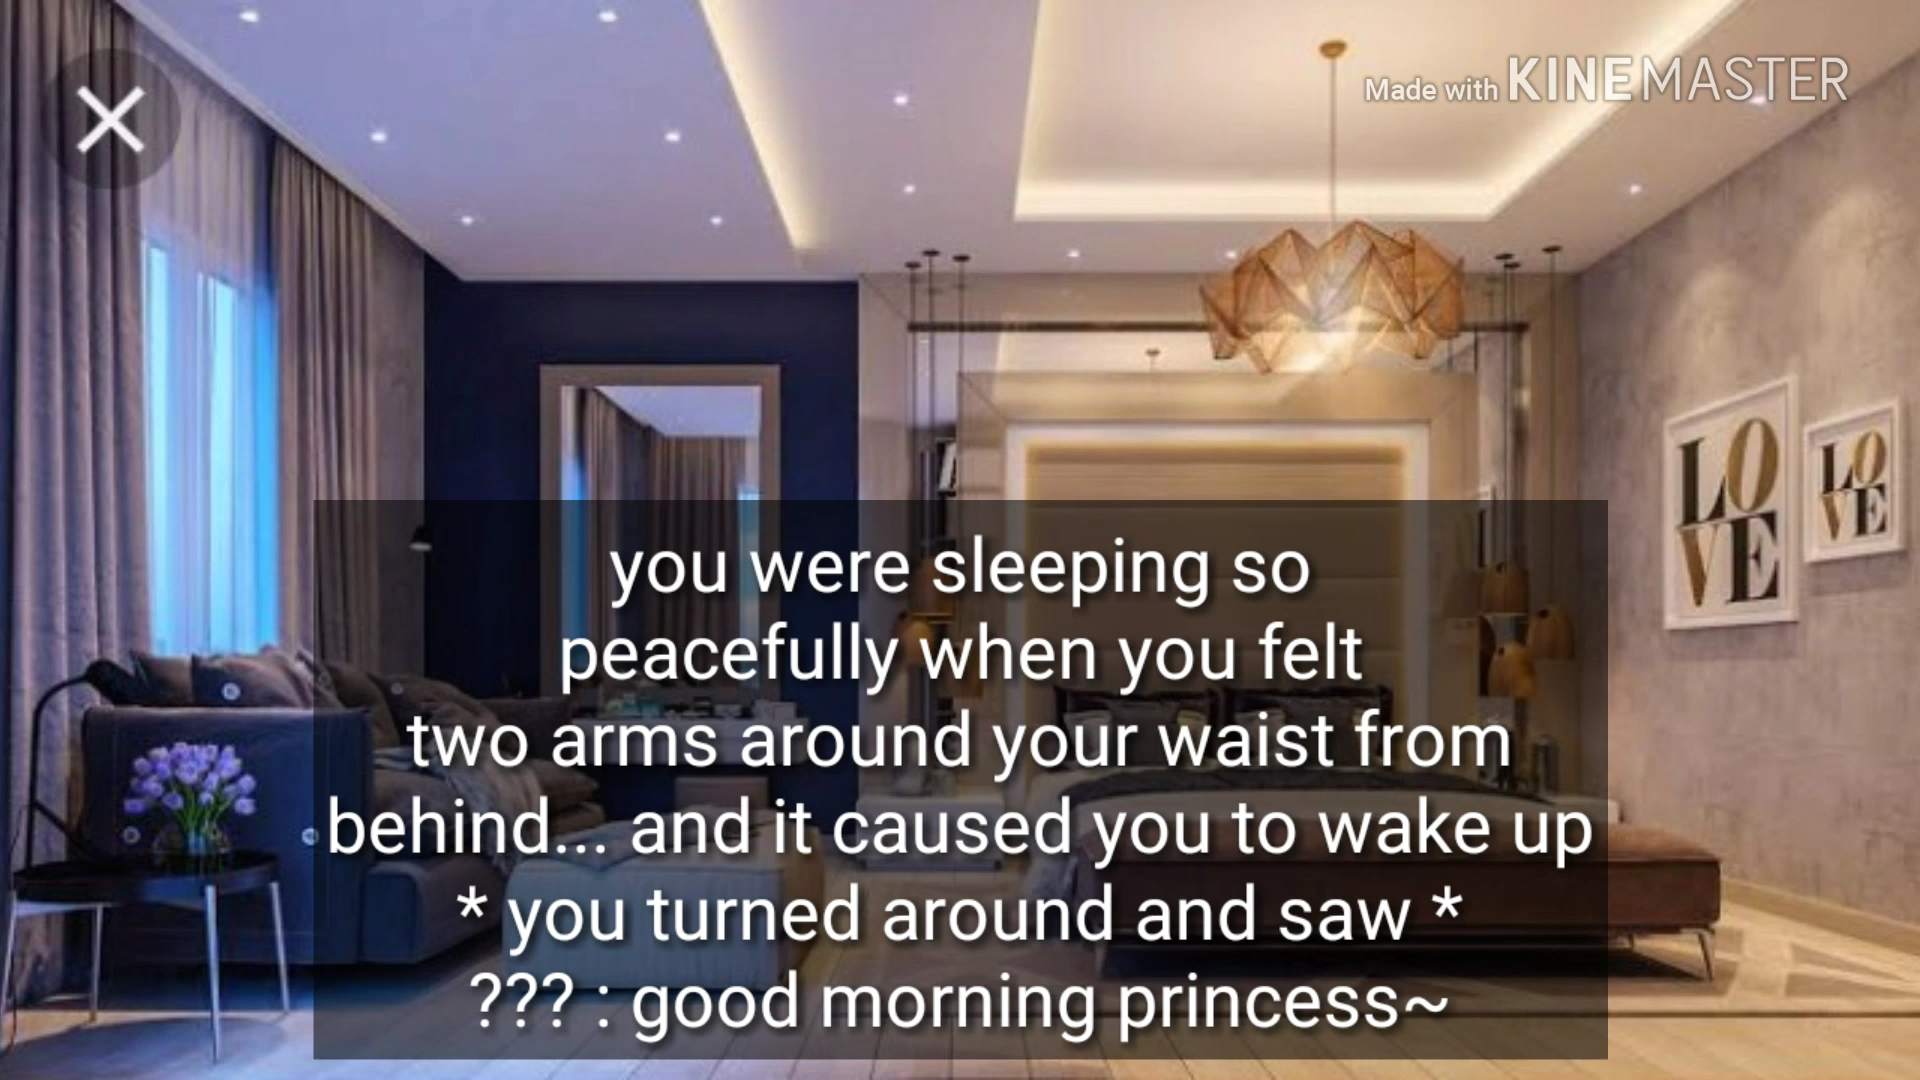 Made with KINEMASTER
LO
VE
LO
VE
you were sleeping so
peacefully when you felt
two arms around your waist from
behind... and it caused you to wake up
* you turned around and saw *
??? : good morning princess~